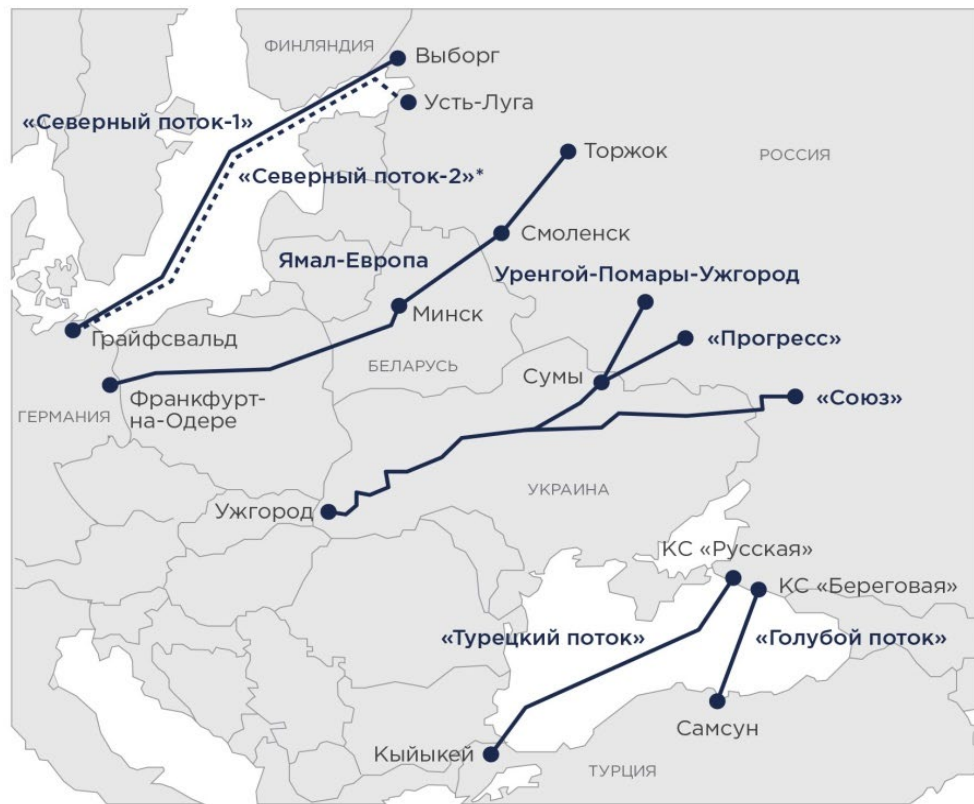 ФИНЛЯНДИЯ
Выборг
Усть-Луга
«Северный поток-1»
Торжок
РОССИЯ
«Северный поток-2»*
Смоленск
Ямал-Европа
Уренгой-Помары-Ужгород
Минск
Грайфсвальд
«Прогресс»
БЕЛАРУСЬ
Сумы
Франкфурт-
на-Одере
ГЕРМАНИЯ
«Союз»
УКРАИНА
Ужгород
КС «Русская»
КС «Береговая»
«Турецкий поток»
«Голубой поток»
Самсун
Кыйыкей
ТУРЦИЯ